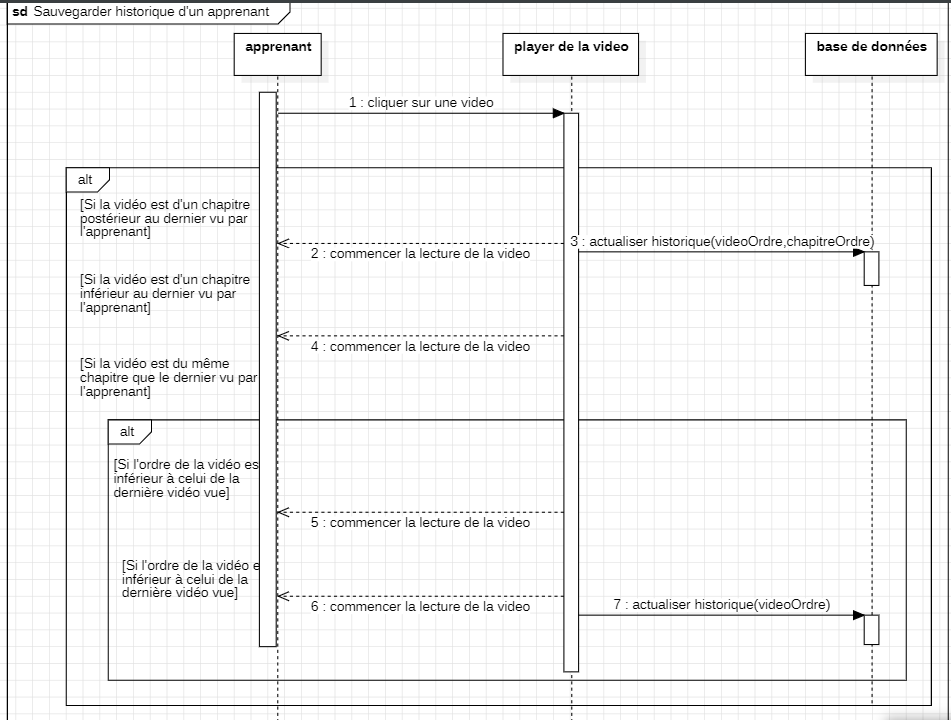 sd Sauvegarder historique d'un apprenant
apprenant
player de la video
base de données
1 : cliquer sur une video
alt
[Si la vidéo est d'un chapitre
postérieur au dernier vu par
l'apprenant]
3 : actualiser historique(videoOrdre,chapitreOrdre)
2 : commencer la lecture de la video
[Si la vidéo est d'un chapitre
inférieur au dernier vu par
l'apprenant]
4 : commencer la lecture de la video
[Si la vidéo est du même
chapitre que le dernier vu par
l'apprenant]
alt
[Si l'ordre de la vidéo es
inférieur à celui de la
dernière vidéo vue]
5 : commencer la lecture de la video
[Si l'ordre de la vidéo e
inférieur à celui de la
dernière vidéo vue]
6 : commencer la lecture de la video
7 : actualiser historique(videoOrdre)